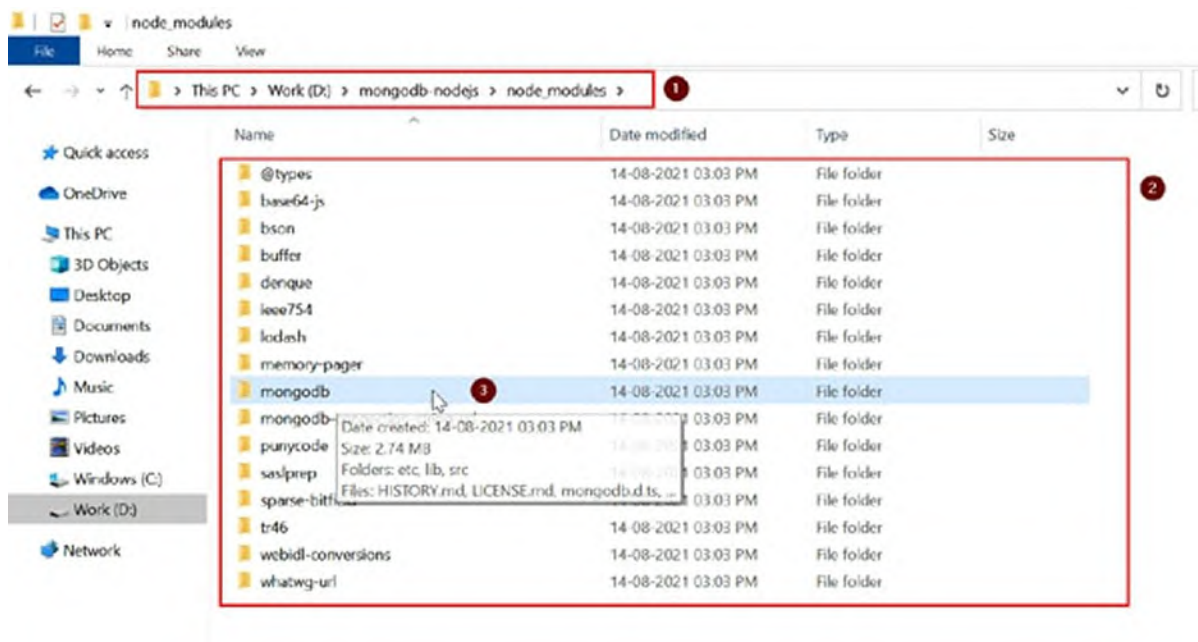 node_modules
File Home Share View
This PC > Work (D:) > mongodb-nodejs > node_modules > 1
Name Date modified Type Size
Quick access
OneDrive
This PC
3D Objects
Desktop
Documents
Downloads
Music
Pictures
Videos
Windows (C:)
Work (D:)
Network
2
@types 14-08-2021 03:03 PM File folder
base64-js 14-08-2021 03:03 PM File folder
bson 14-08-2021 03:03 PM File folder
buffer 14-08-2021 03:03 PM File folder
denque 14-08-2021 03:03 PM File folder
ieee754 14-08-2021 03:03 PM File folder
lodash 14-08-2021 03:03 PM File folder
memory-pager 14-08-2021 03:03 PM File folder
mongodb 3 14-08-2021 03:03 PM File folder
mongodb- 03:03 PM File folder
punycode 03:03 PM File folder
saslprep 03:03 PM File folder
sparse-bitf 03:03 PM File folder
tr46 14-08-2021 03:03 PM File folder
webidl-conversions 14-08-2021 03:03 PM File folder
whatwg-url 14-08-2021 03:03 PM File folder
Date created: 14-08-2021 03:03 PM
Size: 2.74 MB
Folders: etc, lib, src
Files: HISTORY.md, LICENSE.md, mongodb.d.ts, ...